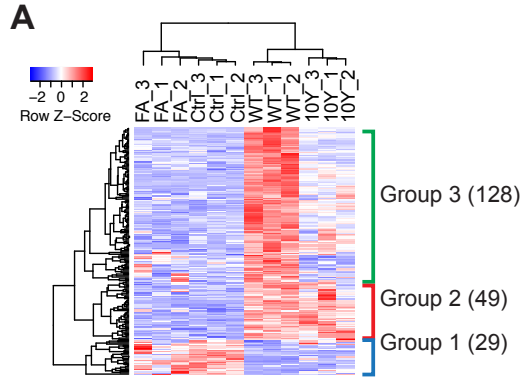 A
−2 0 2
Row Z-Score
FA_3
FA_1
FA_2
Ctrl_3
Ctrl_1
Ctrl_2
WT_3
WT_1
WT_2
10Y_3
10Y_1
10Y_2
Group 3 (128)
Group 2 (49)
Group 1 (29)